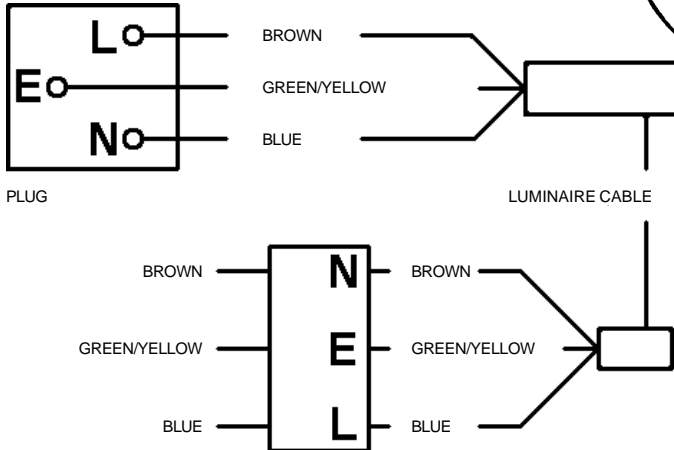 L BROWN
E GREEN/YELLOW
N BLUE
PLUG LUMINAIRE CABLE
BROWN N BROWN
GREEN/YELLOW E GREEN/YELLOW
BLUE L BLUE